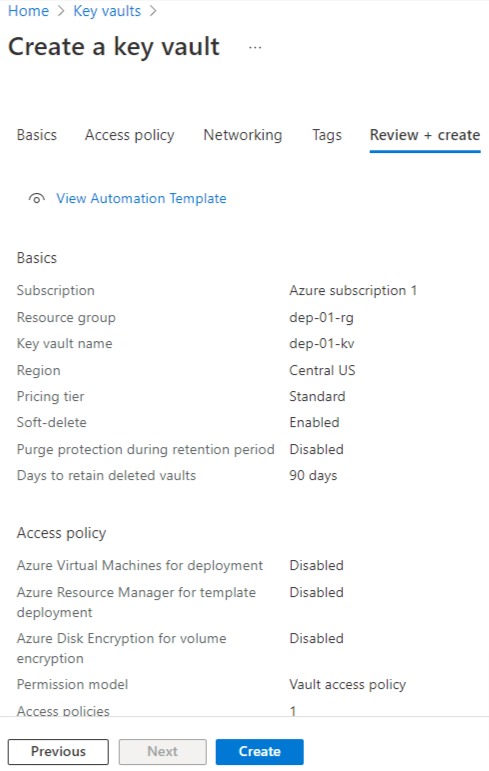 Home > Key vaults >
Create a key vault ...
Basics Access policy Networking Tags Review + create
View Automation Template
Basics
Subscription Azure subscription 1
Resource group dep-01-rg
Key vault name dep-01-kv
Region Central US
Pricing tier Standard
Soft-delete Enabled
Purge protection during retention period Disabled
Days to retain deleted vaults 90 days
Access policy
Azure Virtual Machines for deployment Disabled
Azure Resource Manager for template Disabled
deployment
Azure Disk Encryption for volume Disabled
encryption
Permission model Vault access policy
Access policies 1
Previous Next Create